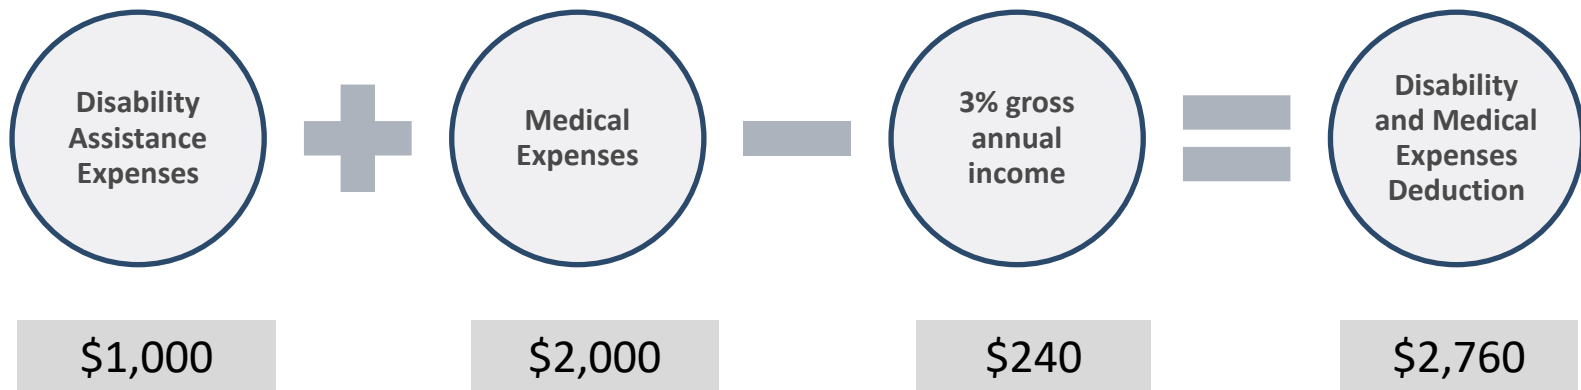 Disability
Assistance
Expenses
Medical
Expenses
3% gross
annual
income
Disability
and Medical
Expenses
Deduction
$1,000
$2,000
$240
$2,760